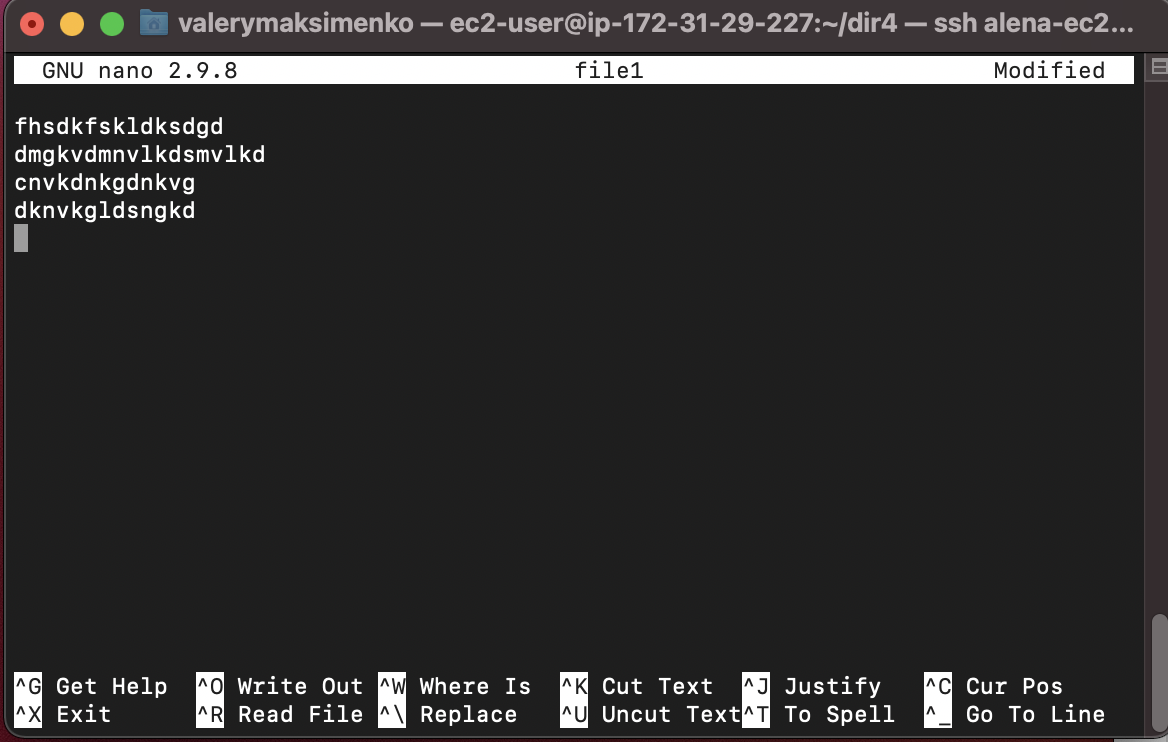 valerymaksimenko — ec2-user@ip-172-31-29-227:~/dir4 — ssh alena-ec2...
GNU nano 2.9.8 file1 Modified
fhsdkfskldksdgd
dmgkvdmnvlkdsmvlkd
cnvkdnkgdnkvg
dknvkgldsngkd
^G Get Help ^O Write Out ^W Where Is ^K Cut Text ^J Justify ^C Cur Pos
^X Exit ^R Read File ^\ Replace ^U Uncut Text ^T To Spell ^_ Go To Line